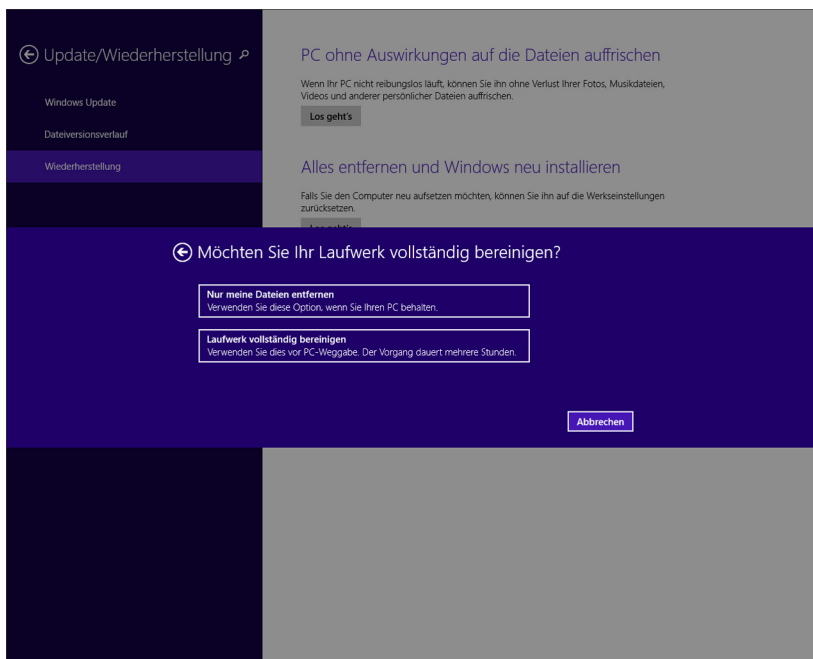 Update/Wiederherstellung
Windows Update
Dateiversionsverlauf
Wiederherstellung
PC ohne Auswirkungen auf die Dateien auffrischen
Wenn Ihr PC nicht reibungslos läuft, können Sie ihn ohne Verlust Ihrer Fotos, Musikdateien,
Videos und anderer persönlicher Dateien auffrischen.
Los geht's
Alles entfernen und Windows neu installieren
Falls Sie den Computer neu aufsetzen möchten, können Sie ihn auf die Werkseinstellungen
zurücksetzen.
Los geht's
Möchten Sie Ihr Laufwerk vollständig bereinigen?
Nur meine Dateien entfernen
Verwenden Sie diese Option, wenn Sie Ihren PC behalten.
Laufwerk vollständig bereinigen
Verwenden Sie dies vor PC-Weggabe. Der Vorgang dauert mehrere Stunden.
Abbrechen